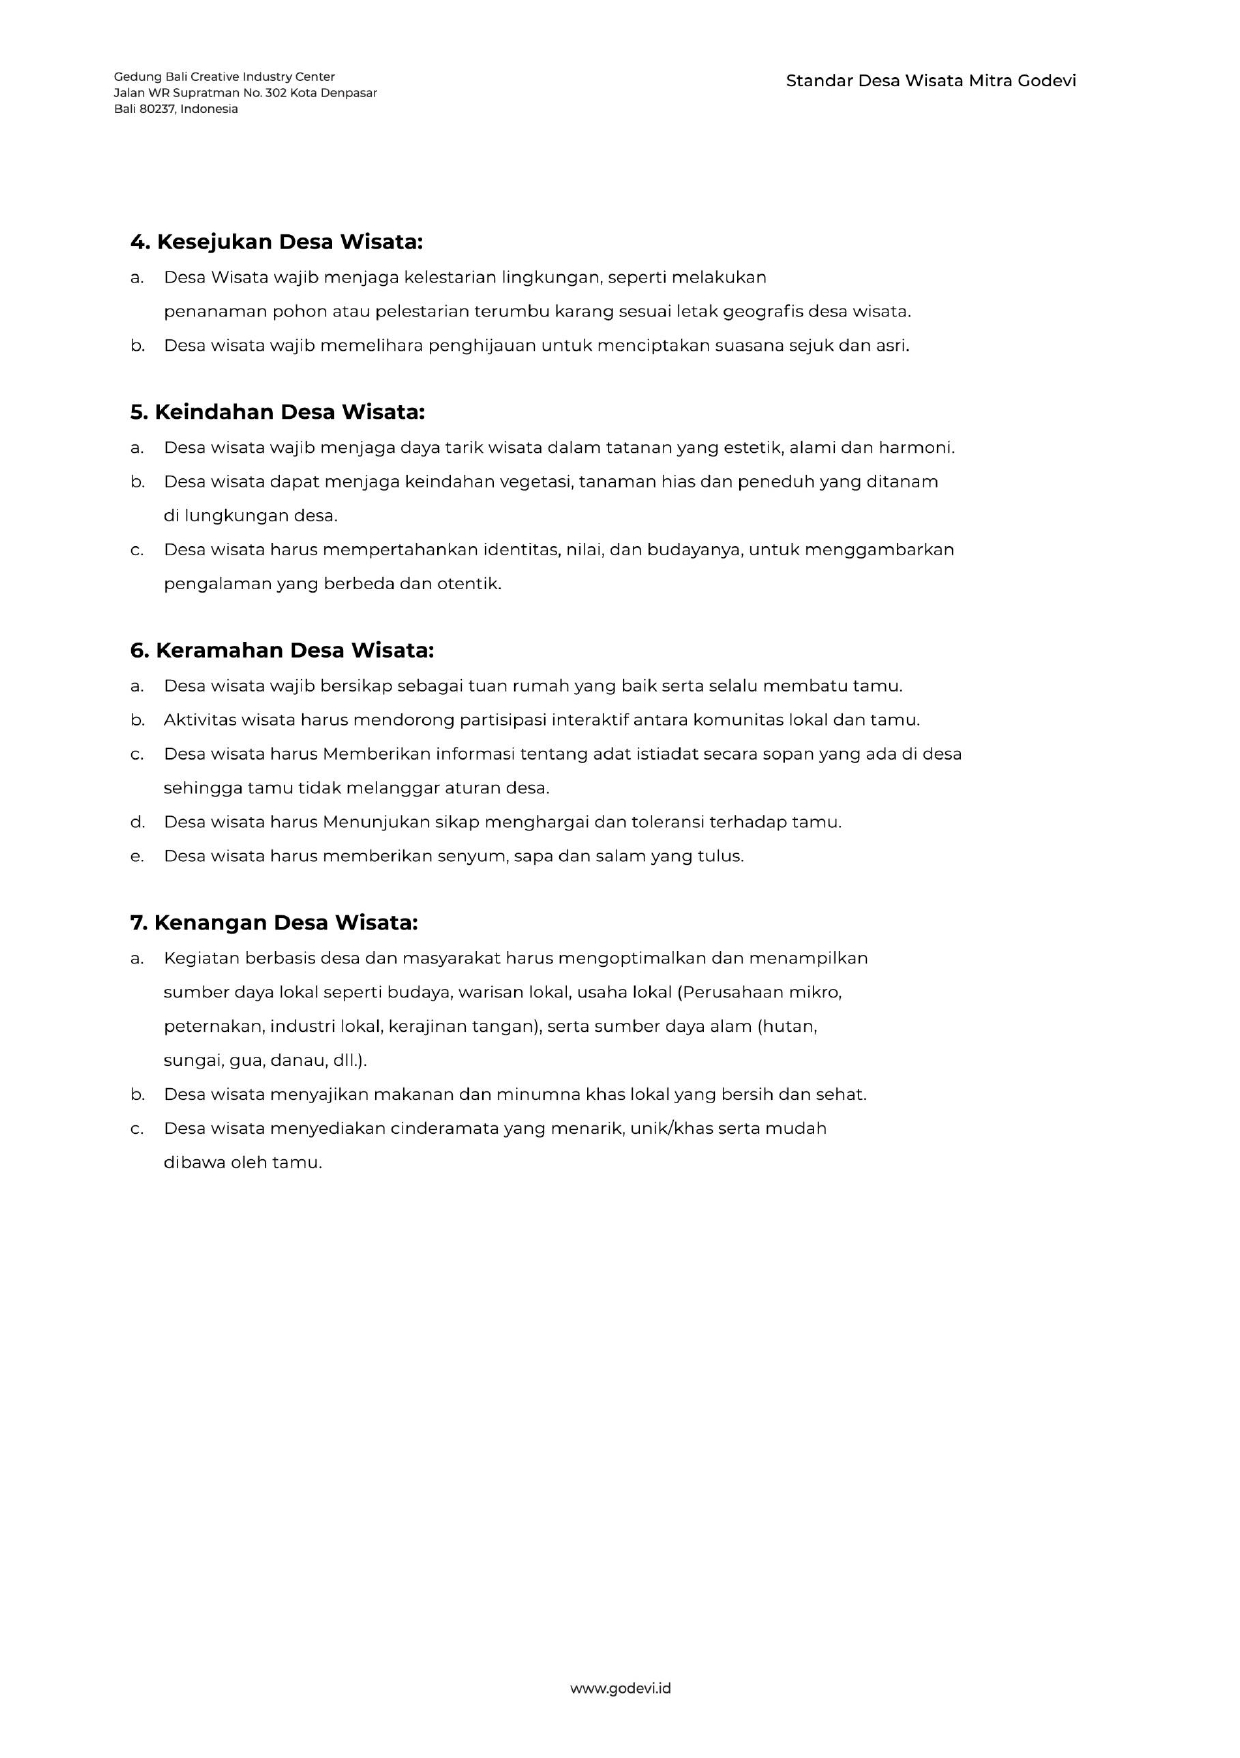 Gedung Bali Creative Industry Center
Jalan WR Supratman No. 302 Kota Denpasar
Bali 80237, Indonesia
Standar Desa Wisata Mitra Godevi
4. Kesejukan Desa Wisata:
a. Desa Wisata wajib menjaga kelestarian lingkungan, seperti melakukan
penanaman pohon atau pelestarian terumbu karang sesuai letak geografis desa wisata.
b. Desa wisata wajib memelihara penghijauan untuk menciptakan suasana sejuk dan asri.
5. Keindahan Desa Wisata:
a. Desa wisata wajib menjaga daya tarik wisata dalam tatanan yang estetik, alami dan harmoni.
b. Desa wisata dapat menjaga keindahan vegetasi, tanaman hias dan peneduh yang ditanam
di lungkungan desa.
c. Desa wisata harus mempertahankan identitas, nilai, dan budayanya, untuk menggambarkan
pengalaman yang berbeda dan otentik.
6. Keramahan Desa Wisata:
a. Desa wisata wajib bersikap sebagai tuan rumah yang baik serta selalu membatu tamu.
b. Aktivitas wisata harus mendorong partisipasi interaktif antara komunitas lokal dan tamu.
c. Desa wisata harus Memberikan informasi tentang adat istiadat secara sopan yang ada di desa
sehingga tamu tidak melanggar aturan desa.
d. Desa wisata harus Menunjukan sikap menghargai dan toleransi terhadap tamu.
e. Desa wisata harus memberikan senyum, sapa dan salam yang tulus.
7. Kenangan Desa Wisata:
a. Kegiatan berbasis desa dan masyarakat harus mengoptimalkan dan menampilkan
sumber daya lokal seperti budaya, warisan lokal, usaha lokal (Perusahaan mikro,
peternakan, industri lokal, kerajinan tangan), serta sumber daya alam (hutan,
sungai, gua, danau, dll.).
b. Desa wisata menyajikan makanan dan minumna khas lokal yang bersih dan sehat.
c. Desa wisata menyediakan cinderamata yang menarik, unik/khas serta mudah
dibawa oleh tamu.
www.godevi.id